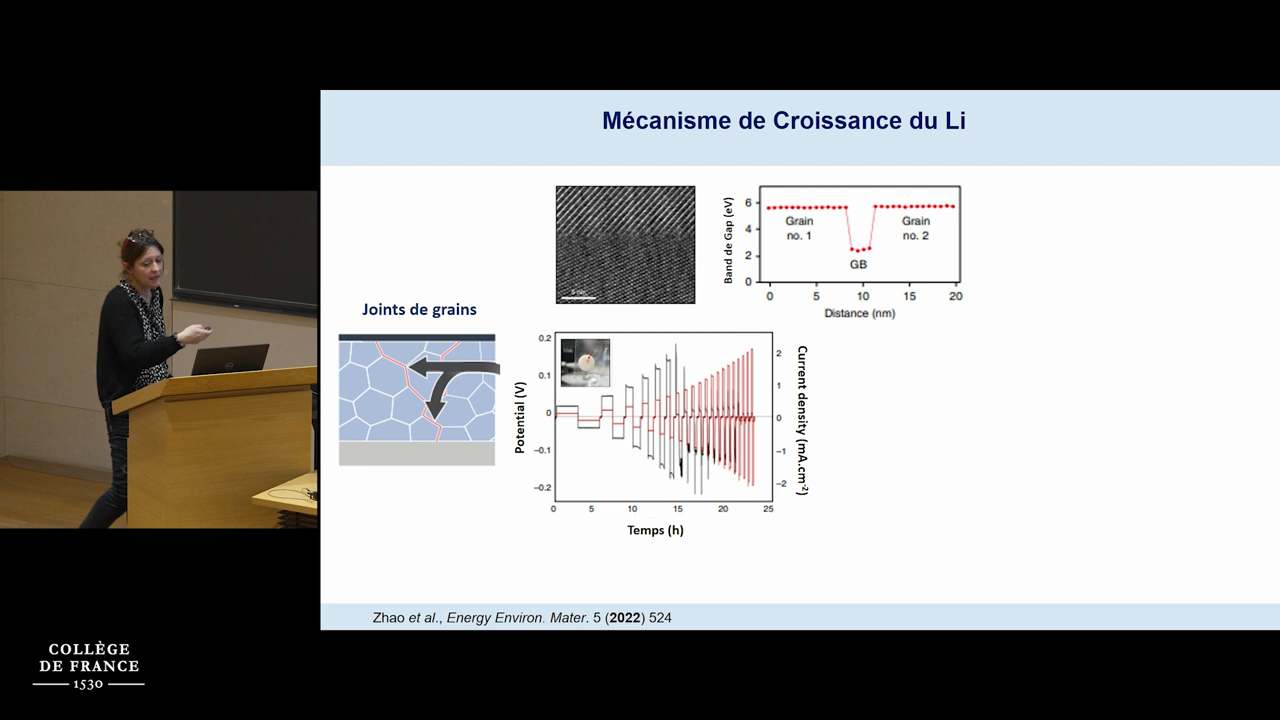 Mécanisme de Croissance du Li
Joints de grains
5 nm
Band de Gap (eV)
6
4
2
0
Grain
no. 1
Grain
no. 2
GB
0
5
10
15
20
Distance (nm)
Potential (V)
0.2
0.1
0
−0.1
−0.2
2
1
0
−1
−2
Current density (mA.cm-2)
0
5
10
15
20
25
Temps (h)
Zhao et al., Energy Environ. Mater. 5 (2022) 524
COLLÈGE
DE FRANCE
1530